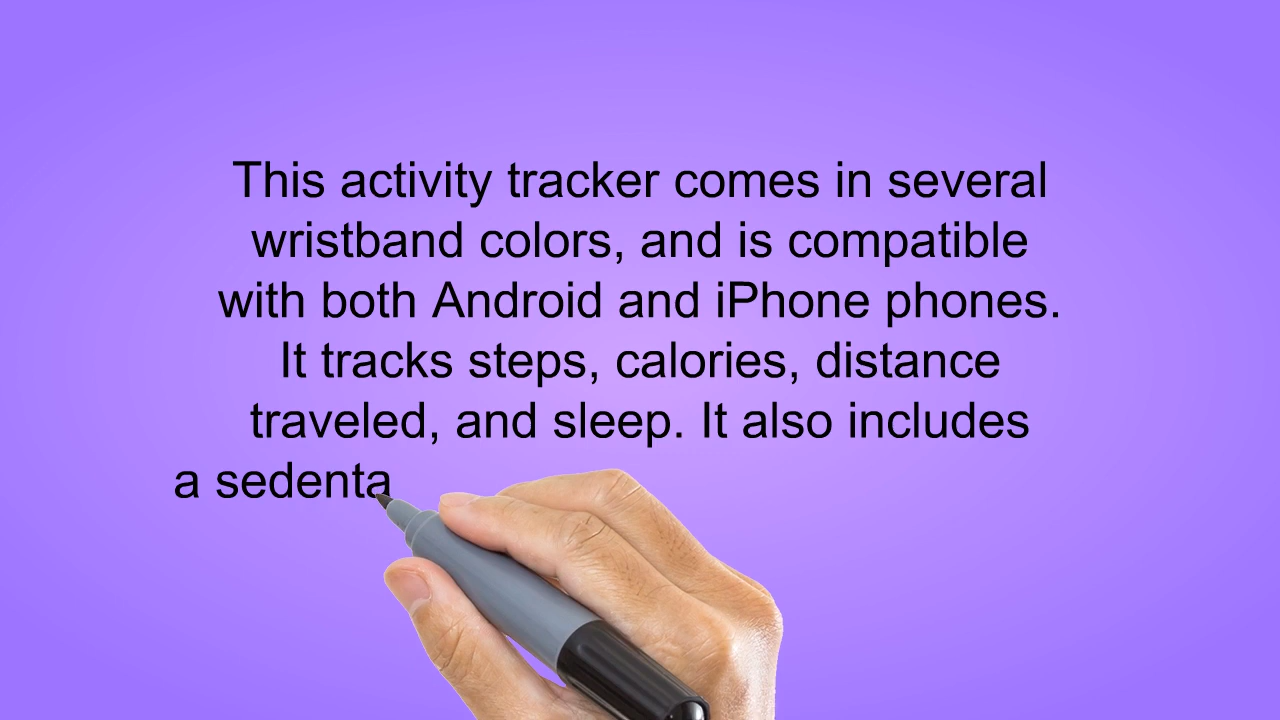 This activity tracker comes in several
wristband colors, and is compatible
with both Android and iPhone phones.
It tracks steps, calories, distance
traveled, and sleep. It also includes
a sedenta